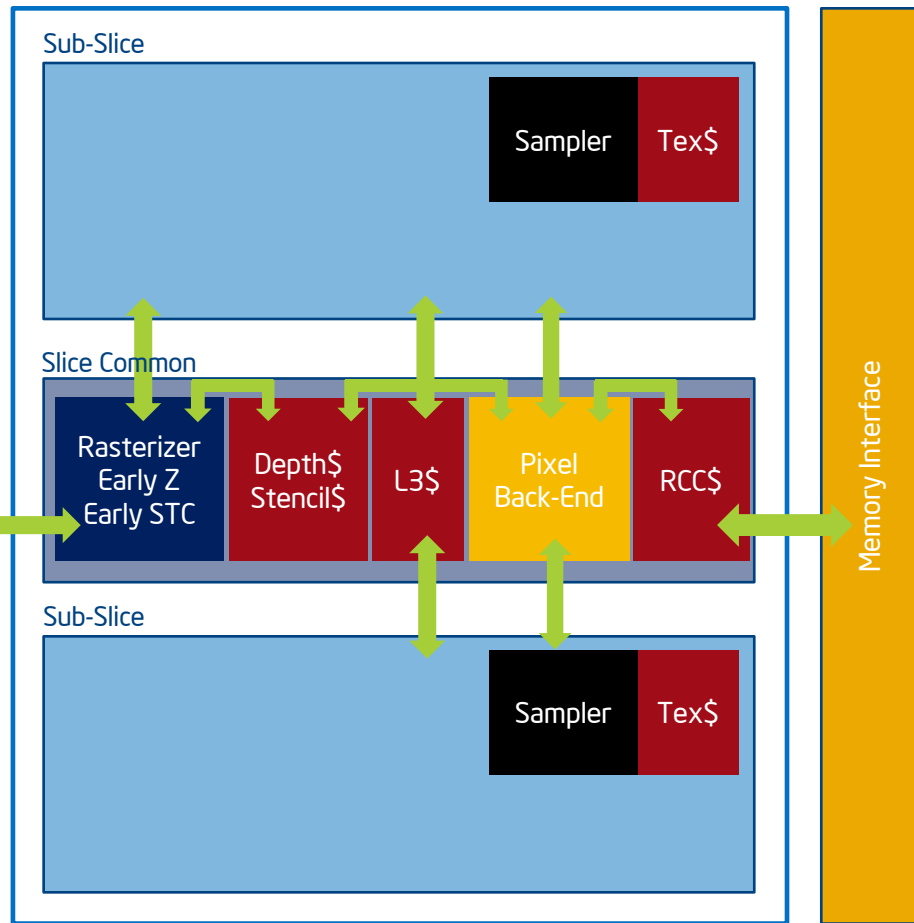 Sub-Slice
Sampler
Tex$
Slice Common
Rasterizer
Early Z
Early STC
Depth$
Stencil$
L3$
Pixel
Back-End
RCC$
Memory Interface
Sub-Slice
Sampler
Tex$